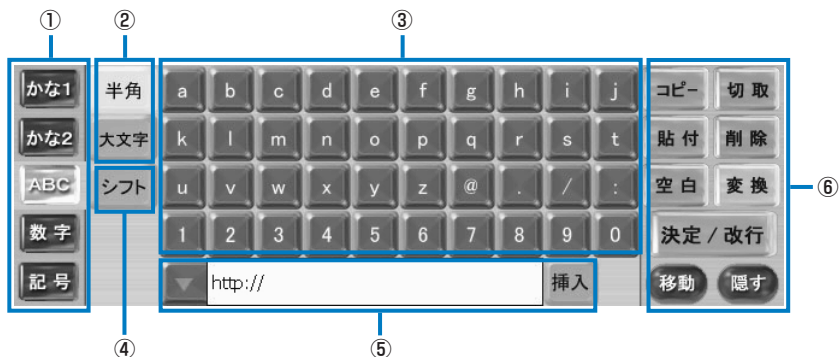 ① ② ③
かな1 半角 a b c d e f g h i j コピー 切取
かな2 大文字 k l m n o p q r s t 貼付 削除
ABC シフト u v w x y z @ . / : 空白 変換 ⑥
数字 1 2 3 4 5 6 7 8 9 0 決定 / 改行
記号 http:// 挿入 移動 隠す
④ ⑤